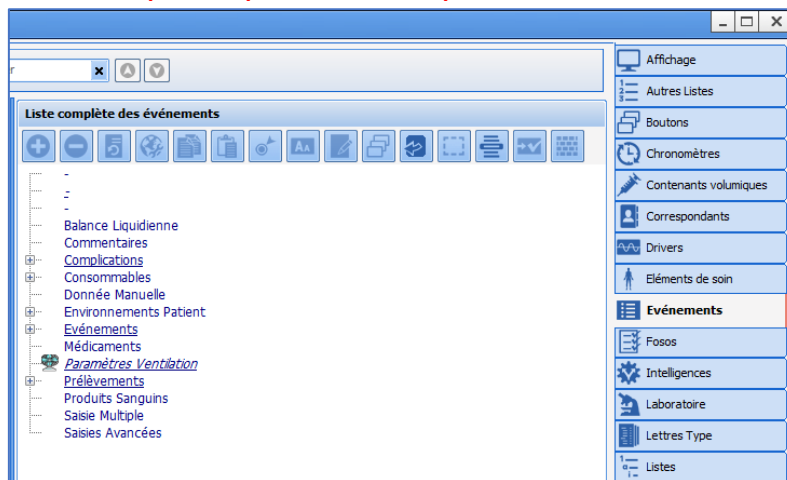 r
Liste complète des événements
-
-
-
Balance Liquidienne
Commentaires
Complications
Consommables
Donnée Manuelle
Environnements Patient
Evénements
Médicaments
Paramètres Ventilation
Prélèvements
Produits Sanguins
Saisie Multiple
Saisies Avancées
Affichage
Autres Listes
Boutons
Chronomètres
Contenants volumiques
Correspondants
Drivers
Eléments de soin
Evénements
Fosos
Intelligences
Laboratoire
Lettres Type
Listes